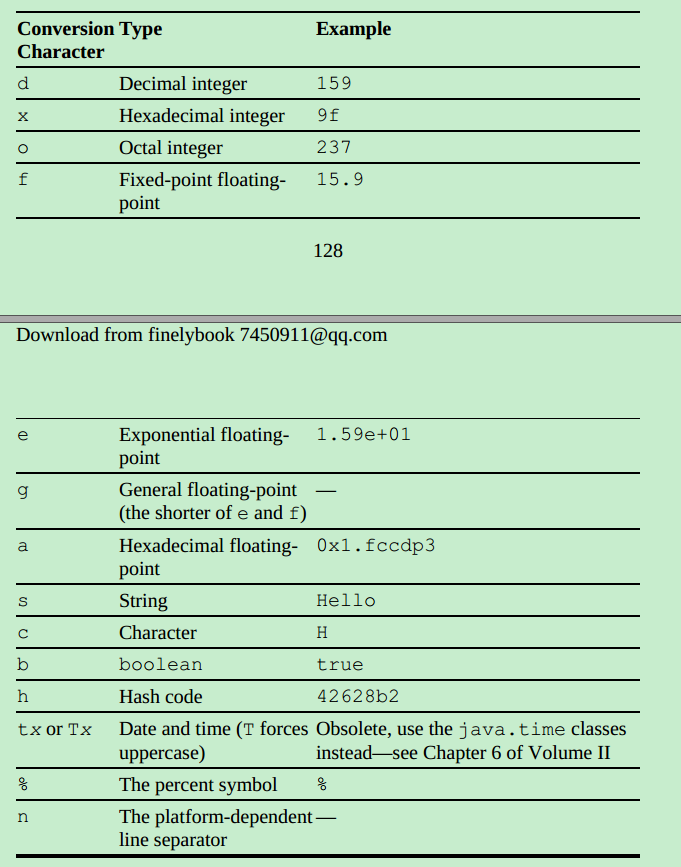 Conversion Type Example
Character
d Decimal integer 159
x Hexadecimal integer 9f
o Octal integer 237
f Fixed-point floating- 15.9
point
128
Download from finelybook 7450911@qq.com
e Exponential floating- 1.59e+01
point
g General floating-point —
(the shorter of e and f)
a Hexadecimal floating- 0x1.fccdp3
point
s String Hello
c Character H
b boolean true
h Hash code 42628b2
tx or Tx Date and time (T forces Obsolete, use the java.time classes
uppercase) instead—see Chapter 6 of Volume II
% The percent symbol %
n The platform-dependent —
line separator